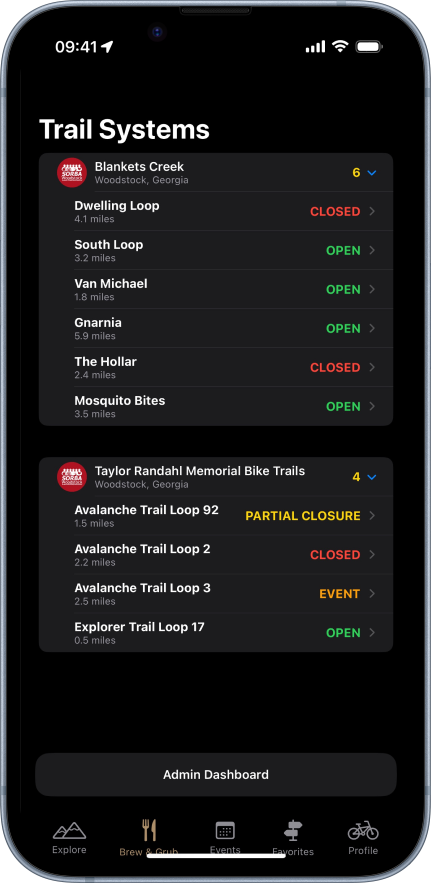 09:41
Trail Systems
SORBA
Woodstock
Blankets Creek
Woodstock, Georgia
6
Dwelling Loop
4.1 miles
CLOSED
South Loop
3.2 miles
OPEN
Van Michael
1.8 miles
OPEN
Gnarnia
5.9 miles
OPEN
The Hollar
2.4 miles
CLOSED
Mosquito Bites
3.5 miles
OPEN
SORBA
Woodstock
Taylor Randahl Memorial Bike Trails
Woodstock, Georgia
4
Avalanche Trail Loop 92
1.5 miles
PARTIAL CLOSURE
Avalanche Trail Loop 2
2.2 miles
CLOSED
Avalanche Trail Loop 3
2.5 miles
EVENT
Explorer Trail Loop 17
0.5 miles
OPEN
Admin Dashboard
Explore
Brew & Grub
Events
Favorites
Profile